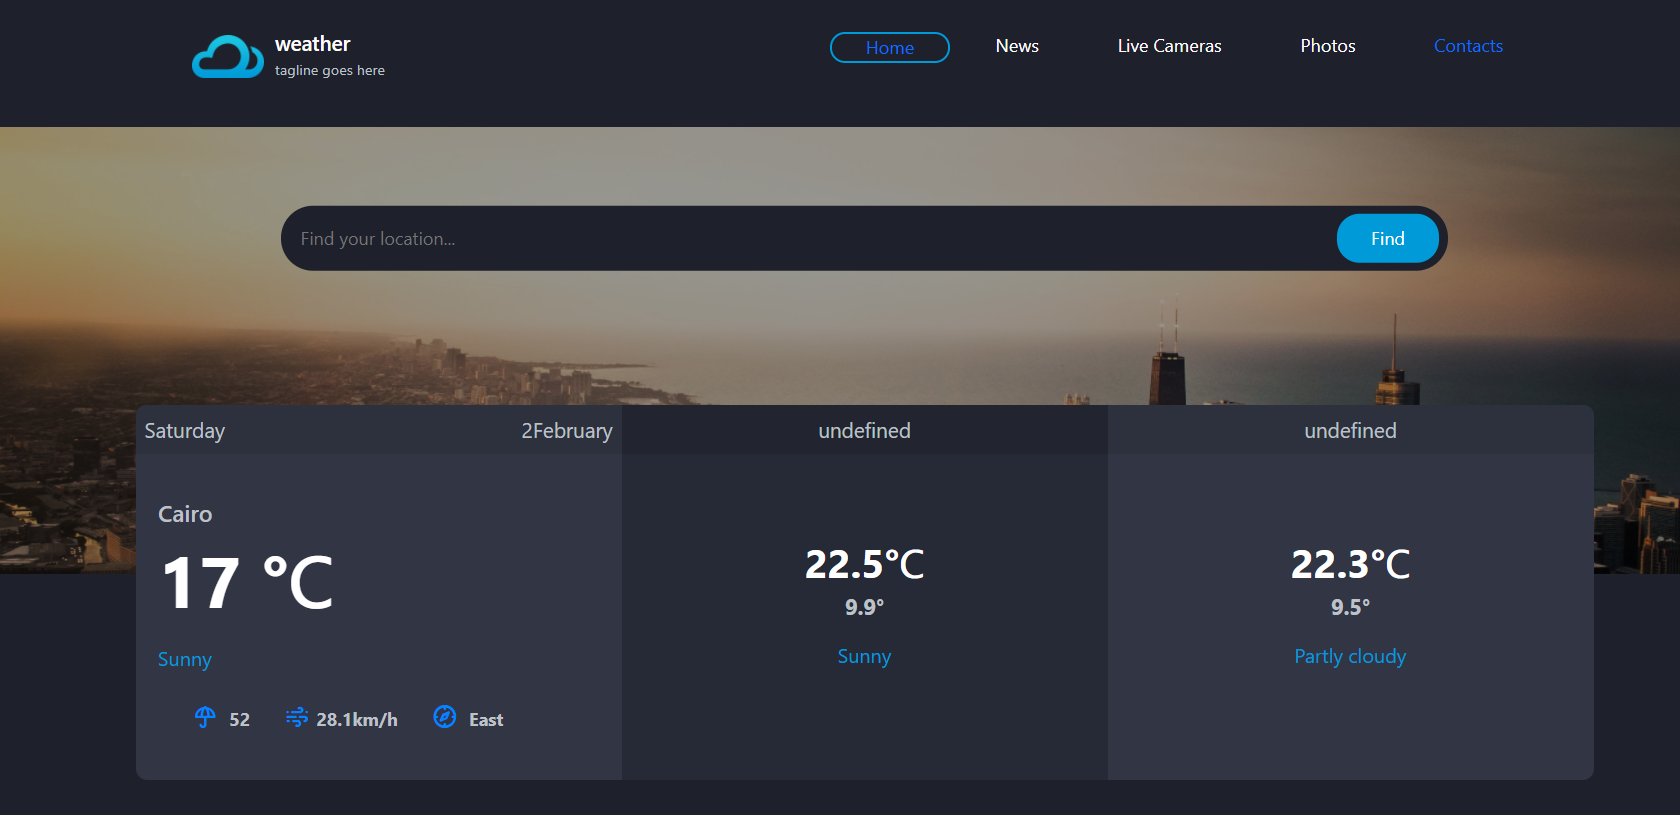 weather
tagline goes here
Home
News
Live Cameras
Photos
Contacts
Find your location...
Find
Saturday
2February
Cairo
17 °C
Sunny
52
28.1km/h
East
undefined
22.5°C
9.9°
Sunny
undefined
22.3°C
9.5°
Partly cloudy